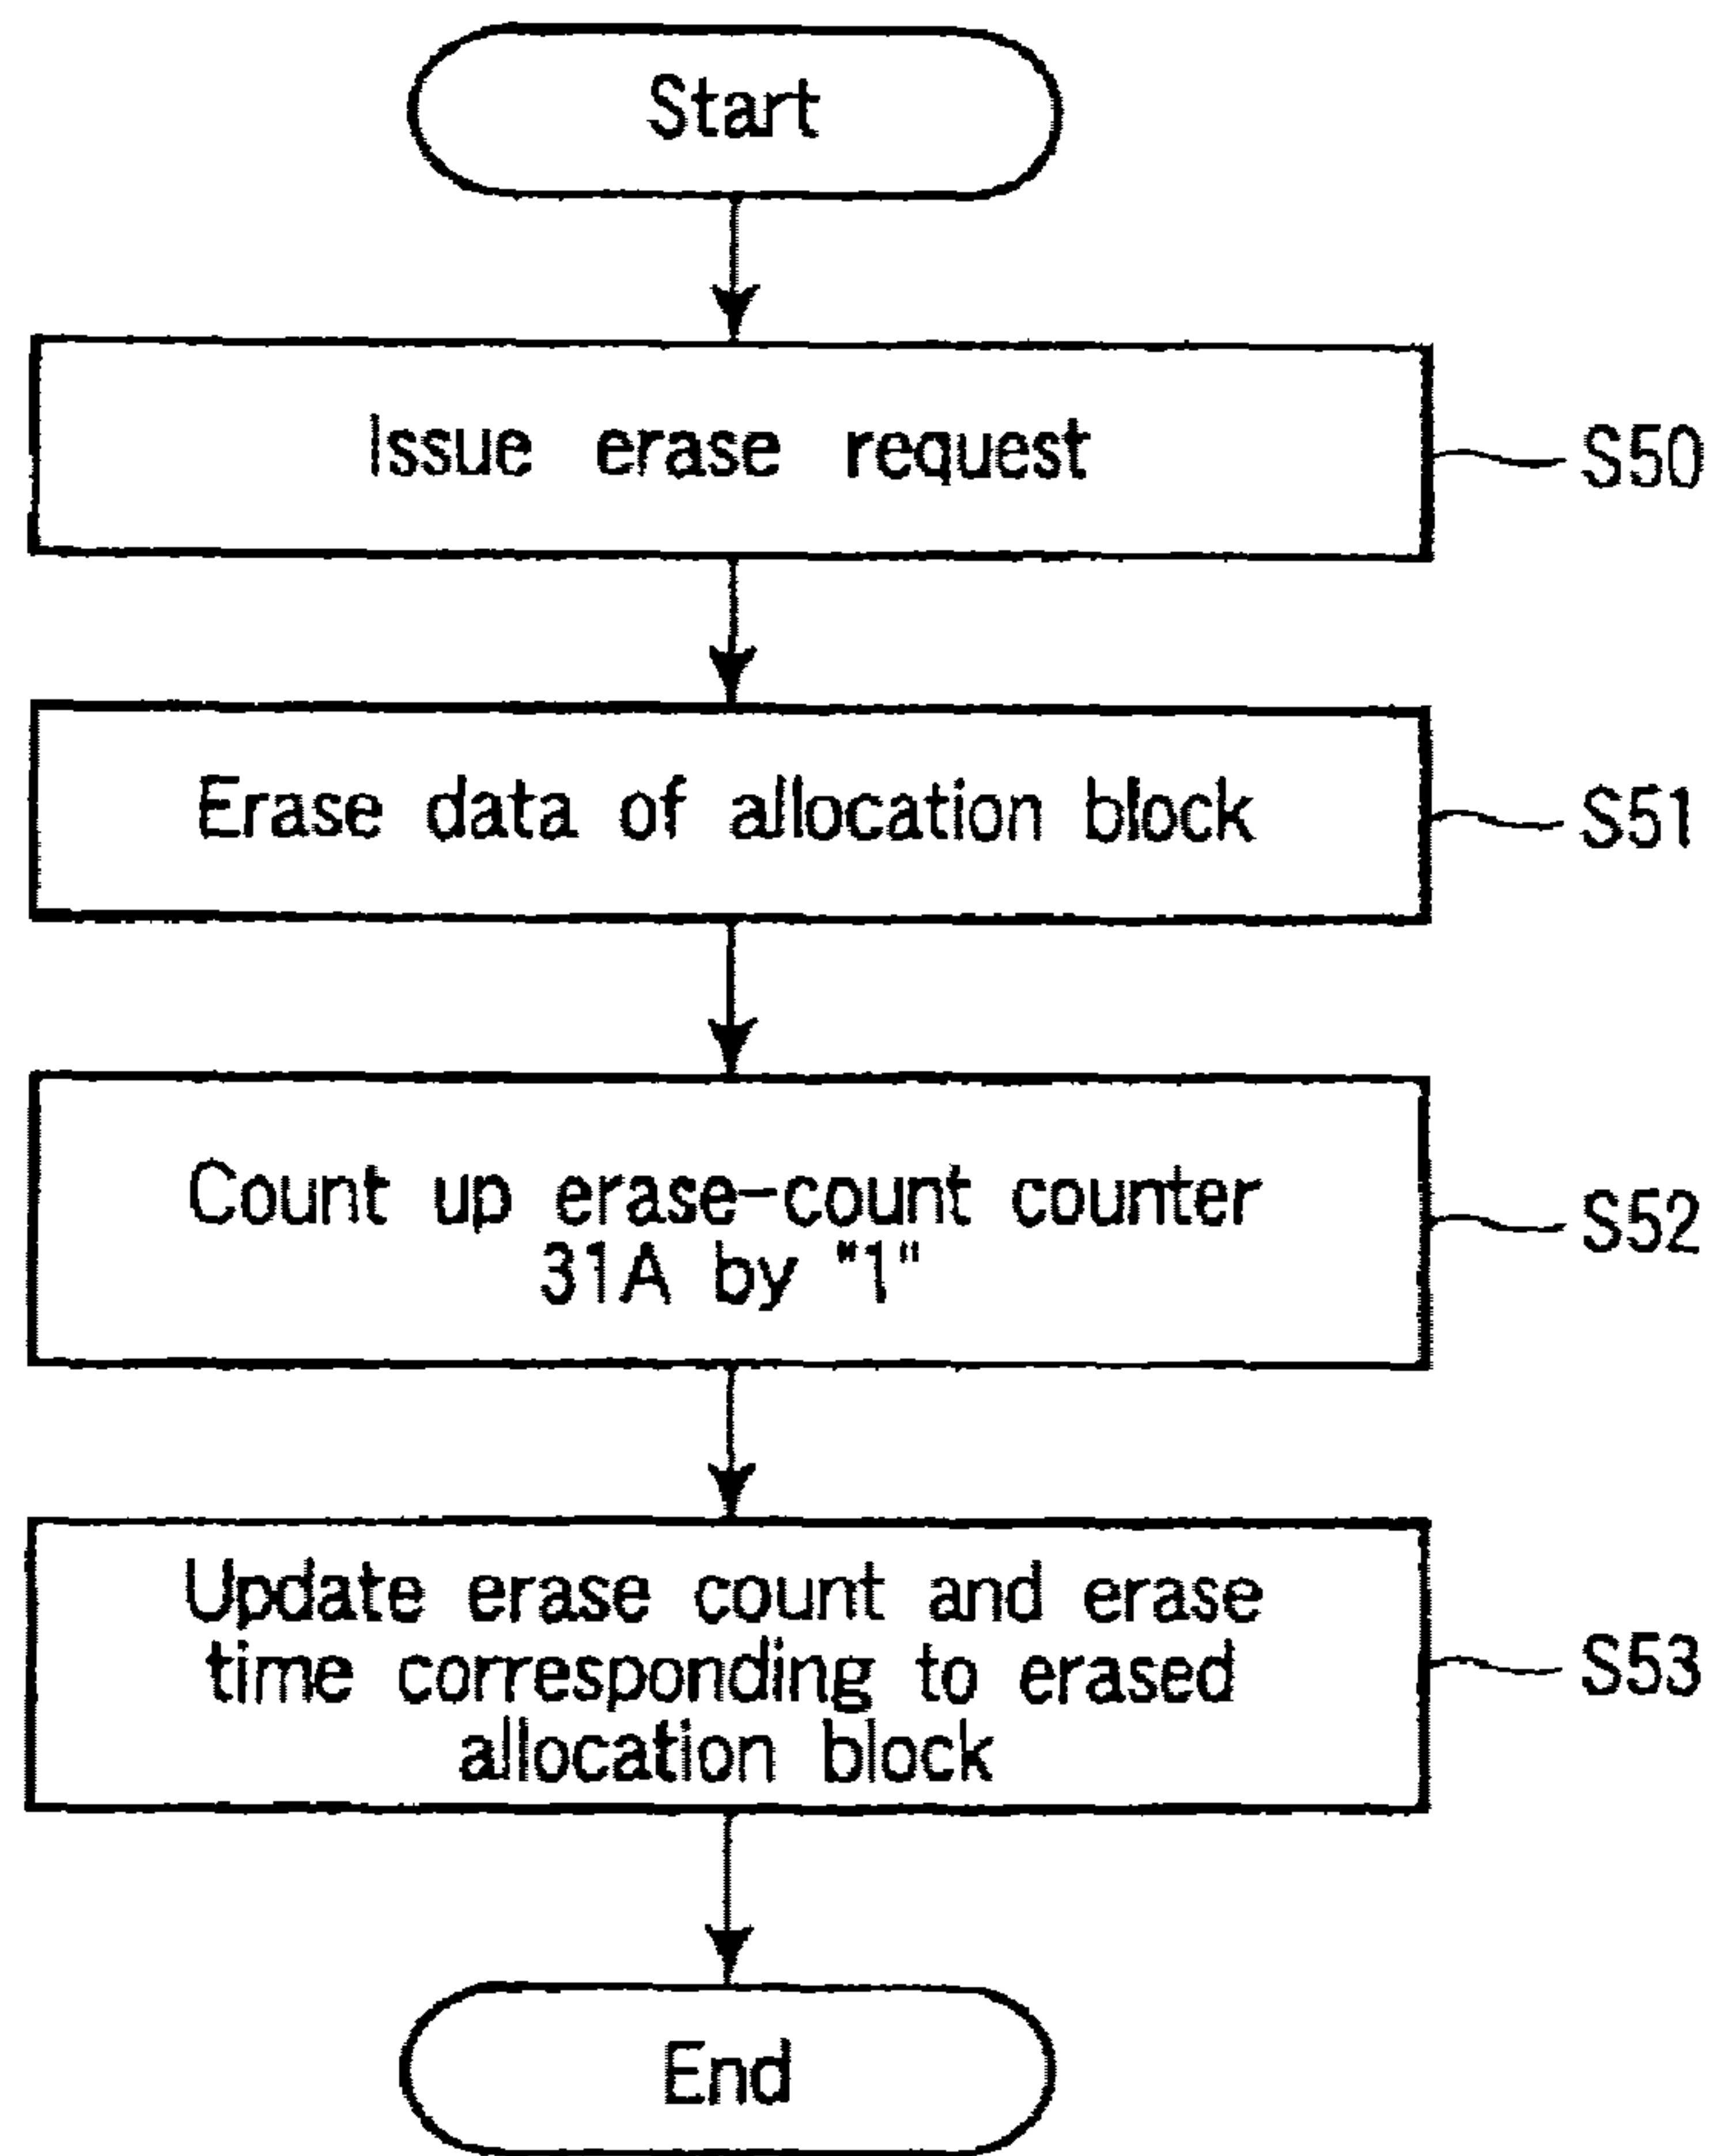 Start
Issue erase request
S50
Erase data of allocation block
S51
Count up erase-count counter
31A by "1"
S52
Update erase count and erase
time corresponding to erased
allocation block
S53
End